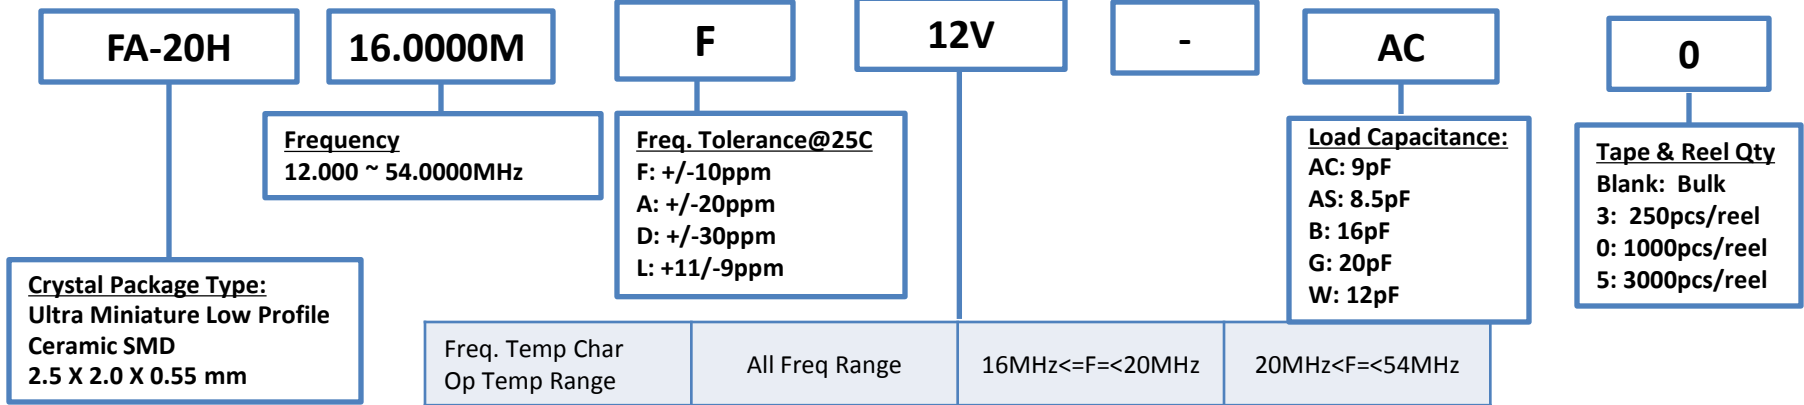 FA-20H
16.0000M
F
12V
-
AC
0
Frequency
12.000 ~ 54.0000MHz
Freq. Tolerance@25C
F: +/-10ppm
A: +/-20ppm
D: +/-30ppm
L: +11/-9ppm
Load Capacitance:
AC: 9pF
AS: 8.5pF
B: 16pF
G: 20pF
W: 12pF
Tape & Reel Qty
Blank:  Bulk
3:  250pcs/reel
0: 1000pcs/reel
5: 3000pcs/reel
Crystal Package Type:
Ultra Miniature Low Profile
Ceramic SMD
2.5 X 2.0 X 0.55 mm
Freq. Temp Char
Op Temp Range
All Freq Range
16MHz<=F=<20MHz
20MHz<F=<54MHz